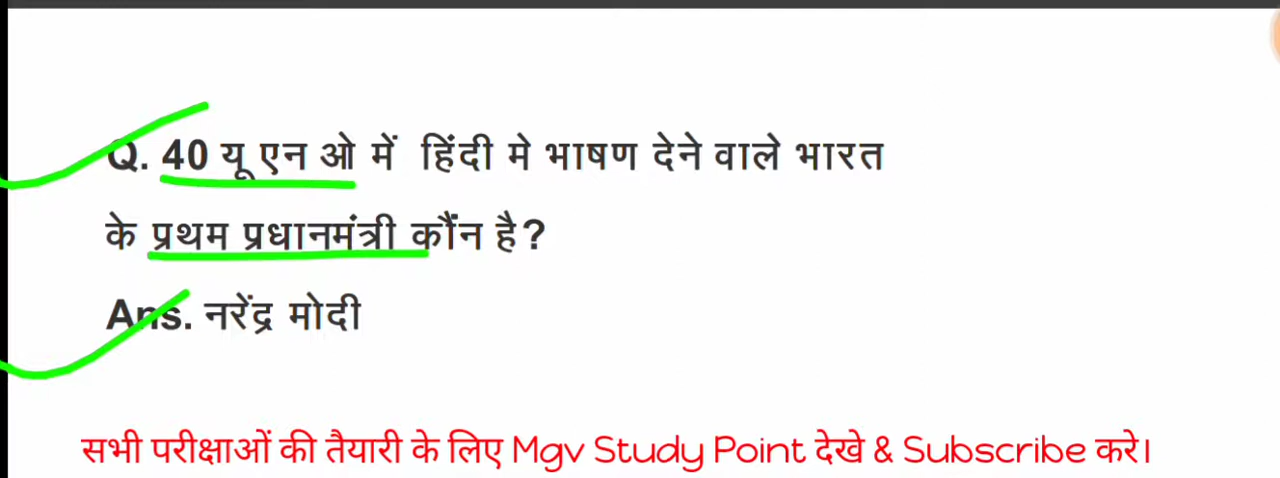 Q. 40 यू एन ओ में हिंदी मे भाषण देने वाले भारत
के प्रथम प्रधानमंत्री कौंन है?
Ans. नरेंद्र मोदी
सभी परीक्षाओं की तैयारी के लिए Mgv Study Point देखे & Subscribe करे।